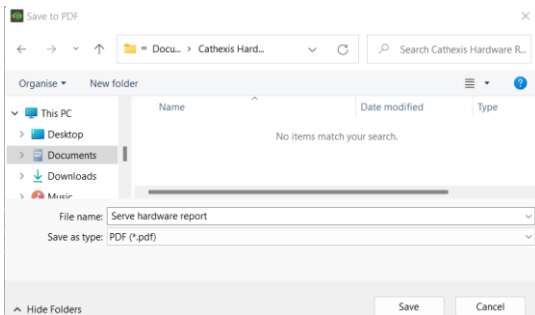 Save to PDF
« Docu... › Cathexis Hard...
Search Cathexis Hardware R...
Organise
New folder
Name
Date modified
Type
This PC
Desktop
Documents
Downloads
Music
No items match your search.
File name: Serve hardware report
Save as type: PDF (*.pdf)
Hide Folders
Save
Cancel